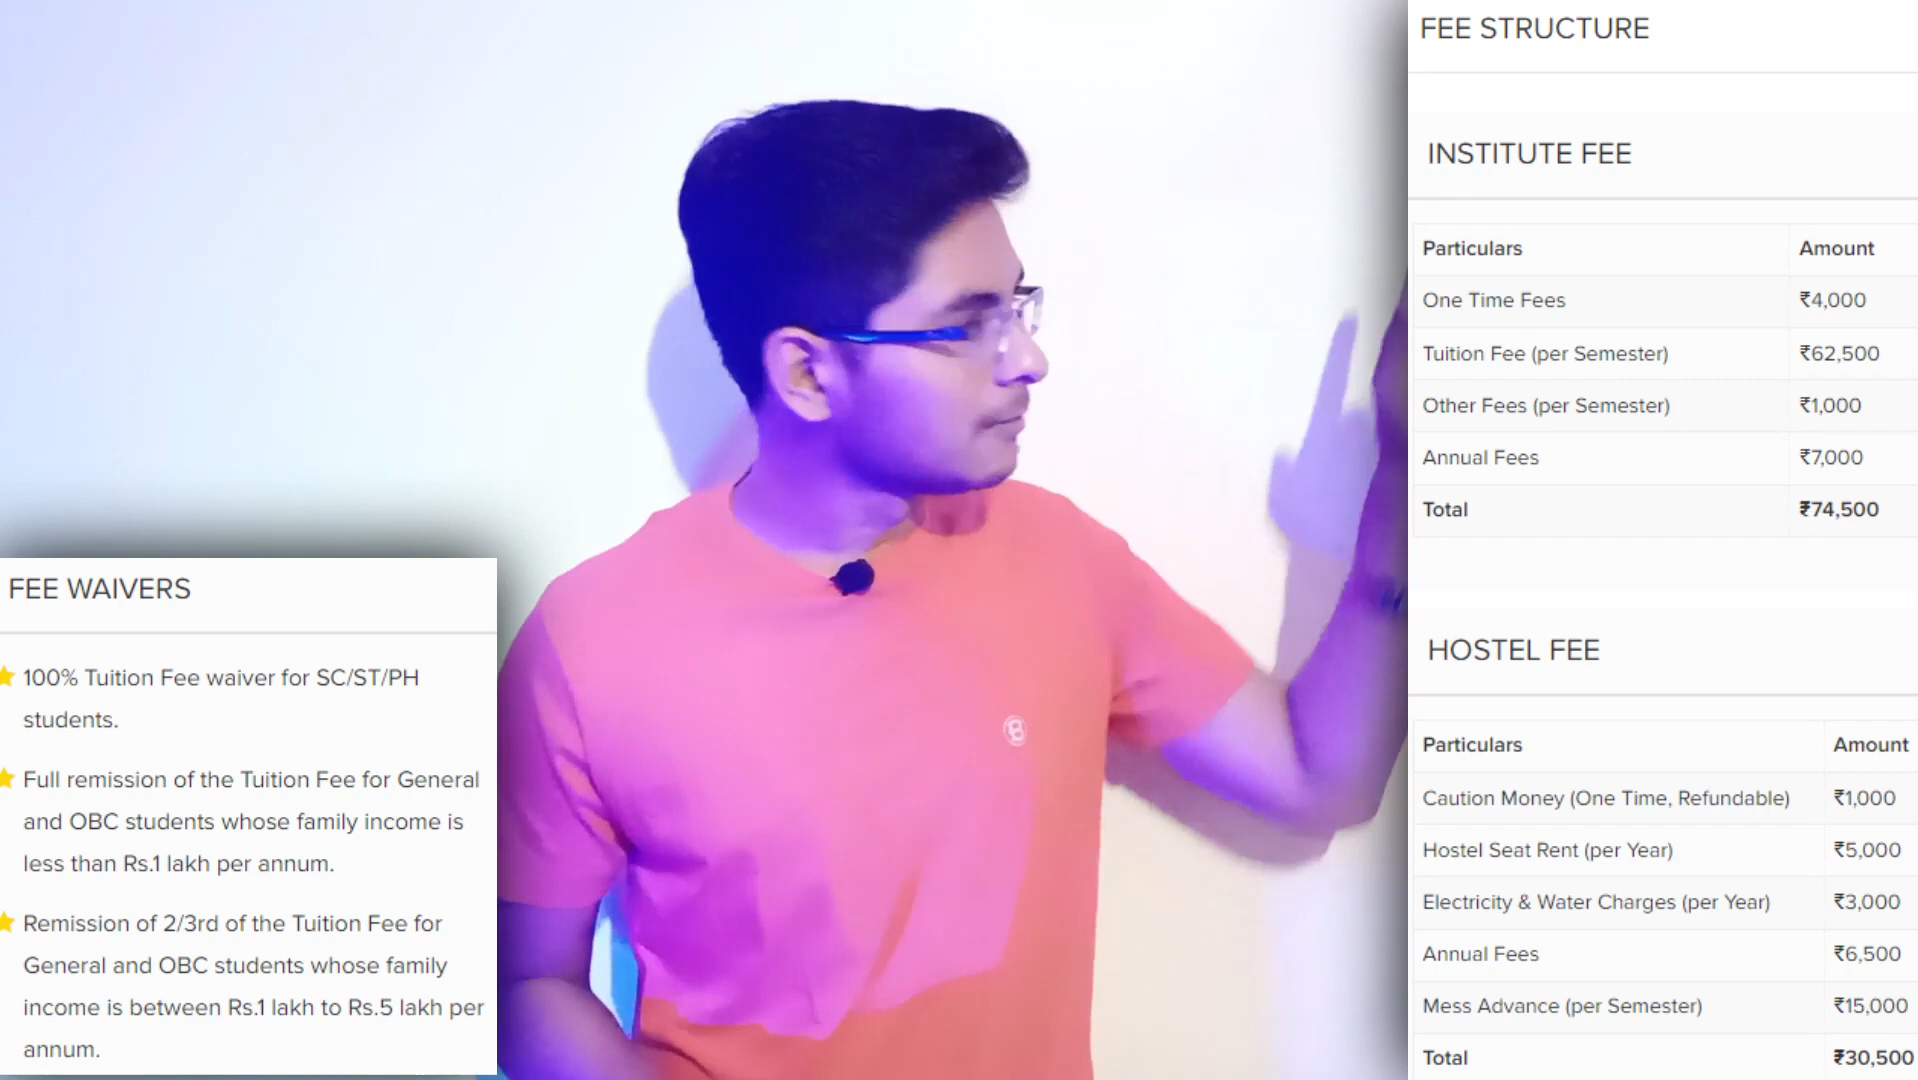 FEE STRUCTURE
INSTITUTE FEE
Particulars Amount
One Time Fees ₹4,000
Tuition Fee (per Semester) ₹62,500
Other Fees (per Semester) ₹1,000
Annual Fees ₹7,000
Total ₹74,500
HOSTEL FEE
Particulars Amount
Caution Money (One Time, Refundable) ₹1,000
Hostel Seat Rent (per Year) ₹5,000
Electricity & Water Charges (per Year) ₹3,000
Annual Fees ₹6,500
Mess Advance (per Semester) ₹15,000
Total ₹30,500
FEE WAIVERS
100% Tuition Fee waiver for SC/ST/PH
students.
Full remission of the Tuition Fee for General
and OBC students whose family income is
less than Rs.1 lakh per annum.
Remission of 2/3rd of the Tuition Fee for
General and OBC students whose family
income is between Rs.1 lakh to Rs.5 lakh per
annum.
B